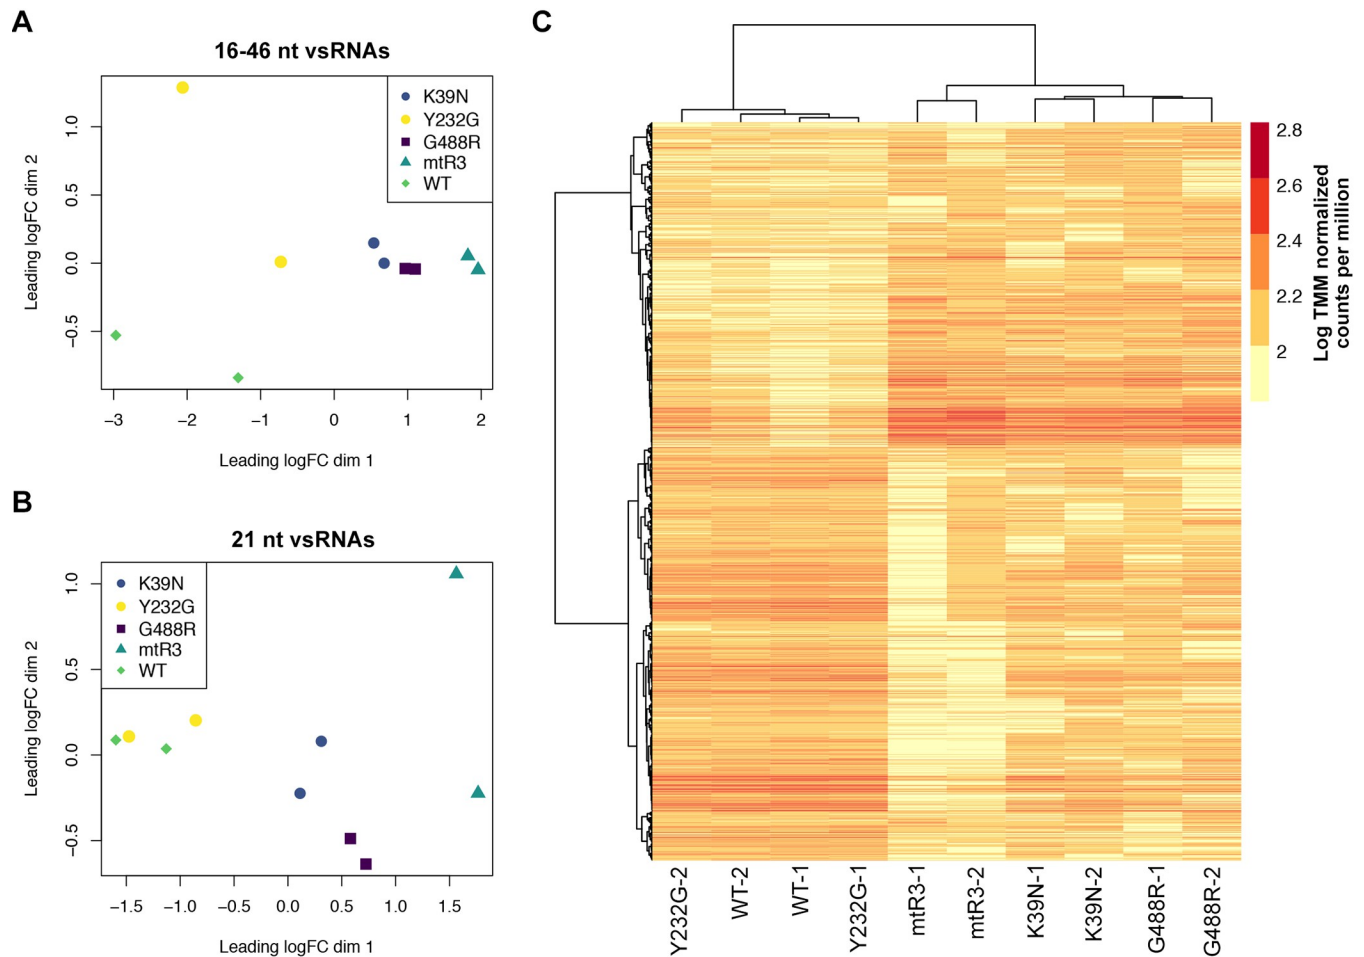 A
16-46 nt vsRNAs
K39N
Y232G
G488R
mtR3
WT
Leading logFC dim 2
1.0
0.5
0.0
−0.5
−3 −2 −1 0 1 2
Leading logFC dim 1
B
21 nt vsRNAs
K39N
Y232G
G488R
mtR3
WT
Leading logFC dim 2
1.0
0.5
0.0
−0.5
−1.5 −1.0 −0.5 0.0 0.5 1.0 1.5
Leading logFC dim 1
C
2.8
2.6
2.4
2.2
2
Log TMM normalized
counts per million
Y232G-2 WT-2 WT-1 Y232G-1 mtR3-1 mtR3-2 K39N-1 K39N-2 G488R-1 G488R-2